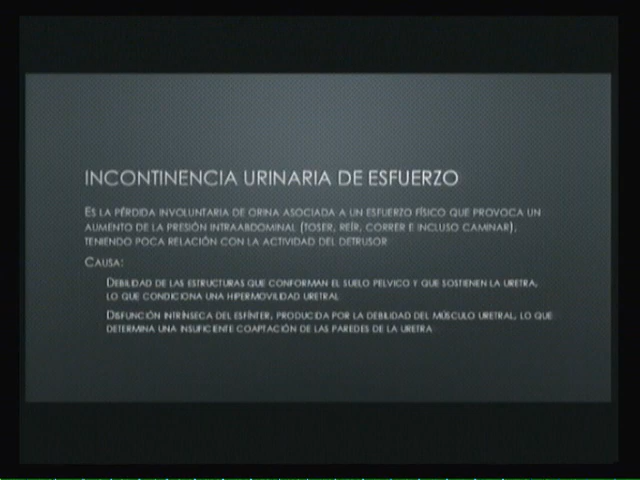 INCONTINENCIA URINARIA DE ESFUERZO
ES LA PÉRDIDA INVOLUNTARIA DE ORINA ASOCIADA A UN ESFUERZO FÍSICO QUE PROVOCA UN
AUMENTO DE LA PRESIÓN INTRAABDOMINAL (TOSER, REÍR, CORRER E INCLUSO CAMINAR),
TENIENDO POCA RELACIÓN CON LA ACTIVIDAD DEL DETRUSOR
CAUSA:
DEBILIDAD DE LAS ESTRUCTURAS QUE CONFORMAN EL SUELO PELVICO Y QUE SOSTIENEN LA URETRA,
LO QUE CONDICIONA UNA HIPERMOVILIDAD URETRAL
DISFUNCIÓN INTRÍNSECA DEL ESFÍNTER, PRODUCIDA POR LA DEBILIDAD DEL MÚSCULO URETRAL, LO QUE
DETERMINA UNA INSUFICIENTE COAPTACIÓN DE LAS PAREDES DE LA URETRA